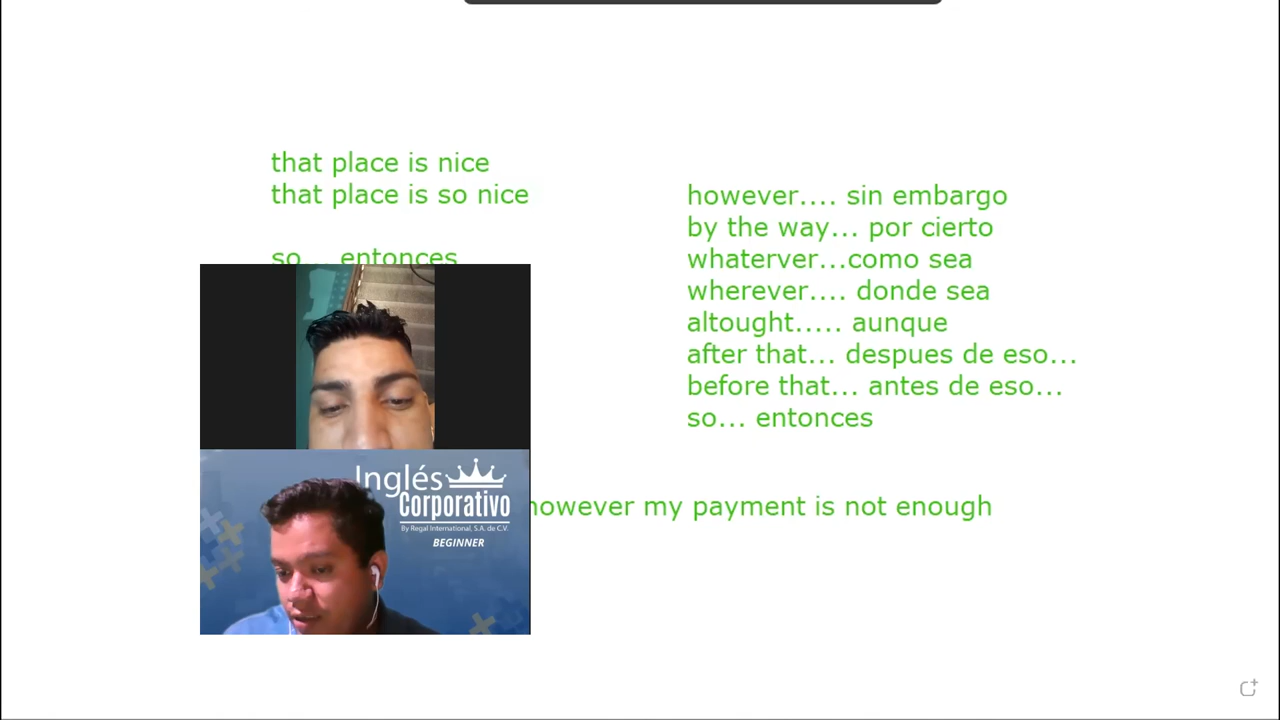 that place is nice
that place is so nice
so... entonces
however.... sin embargo
by the way... por cierto
whaterver...como sea
wherever.... donde sea
altought..... aunque
after that... despues de eso...
before that... antes de eso...
so... entonces
however my payment is not enough
Inglés
Corporativo
By Regal International, S.A. de C.V.
BEGINNER